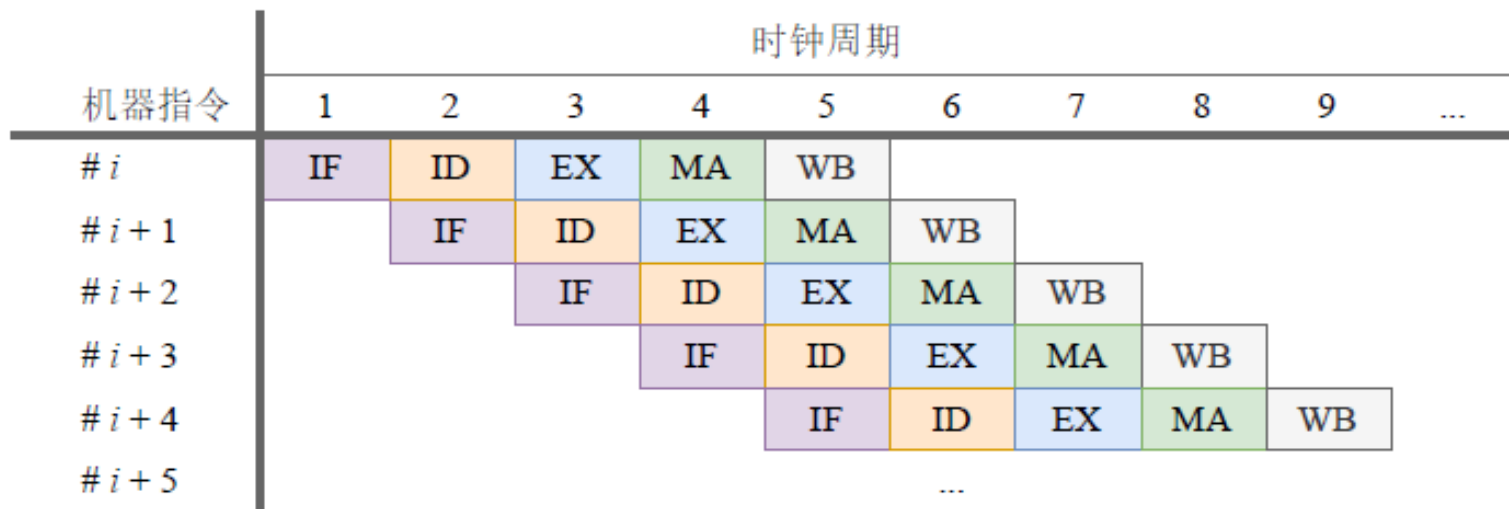 时钟周期
机器指令 1 2 3 4 5 6 7 8 9 ...
# i IF ID EX MA WB
# i + 1 IF ID EX MA WB
# i + 2 IF ID EX MA WB
# i + 3 IF ID EX MA WB
# i + 4 IF ID EX MA WB
# i + 5 ...